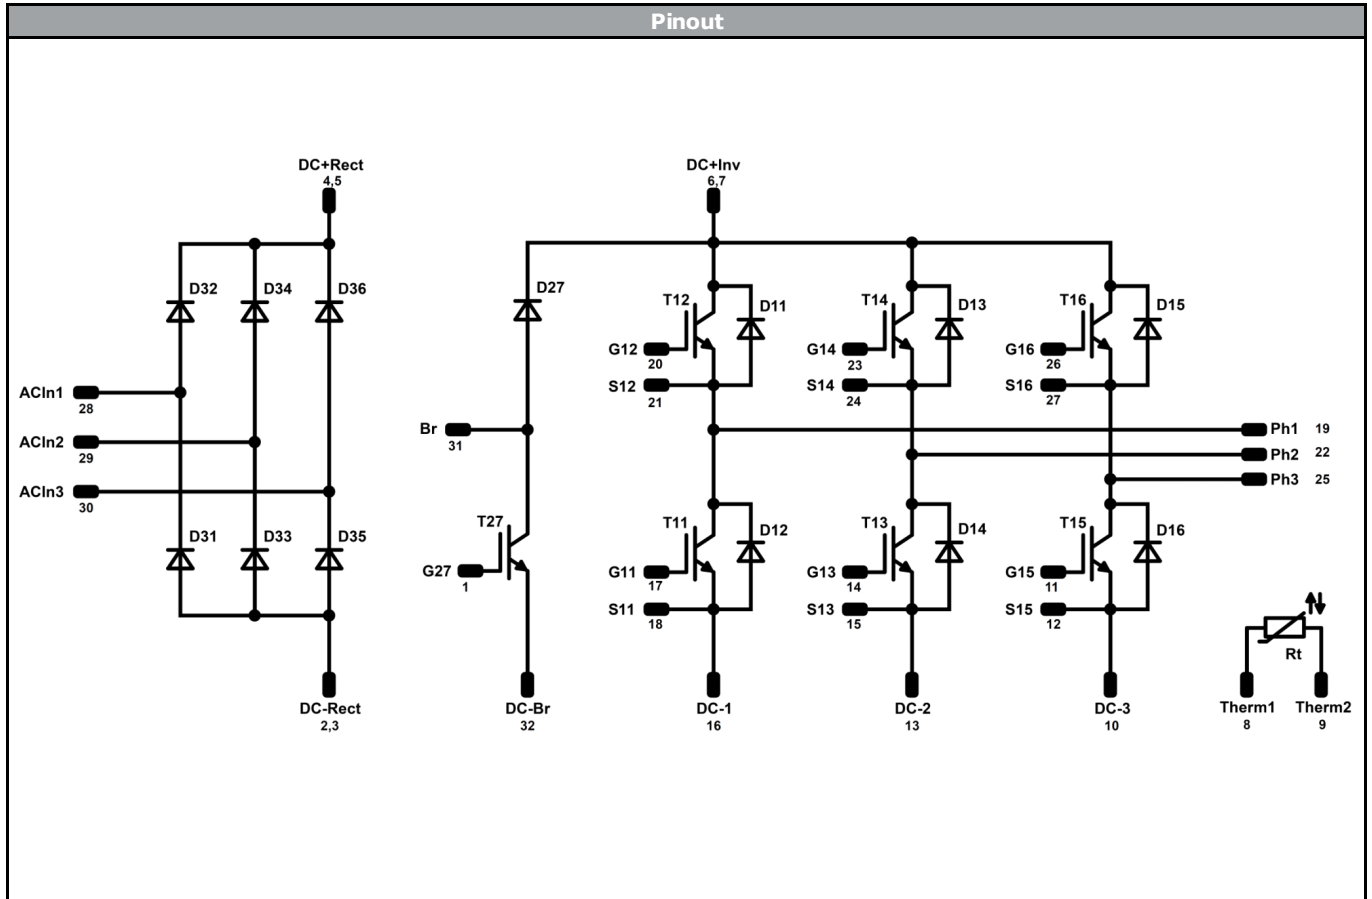 Pinout
DC+Rect
4,5
DC+Inv
6,7
D32
D34
D36
D27
T12
D11
T14
D13
T16
D15
G12
20
G14
23
G16
26
S12
21
S14
24
S16
27
ACIn1
28
ACIn2
29
ACIn3
30
Br
31
Ph1 19
Ph2 22
Ph3 25
D31
D33
D35
T27
G27
1
T11
D12
T13
D14
T15
D16
G11
17
G13
14
G15
11
S11
18
S13
15
S15
12
Rt
DC-Rect
2,3
DC-Br
32
DC-1
16
DC-2
13
DC-3
10
Therm1
8
Therm2
9